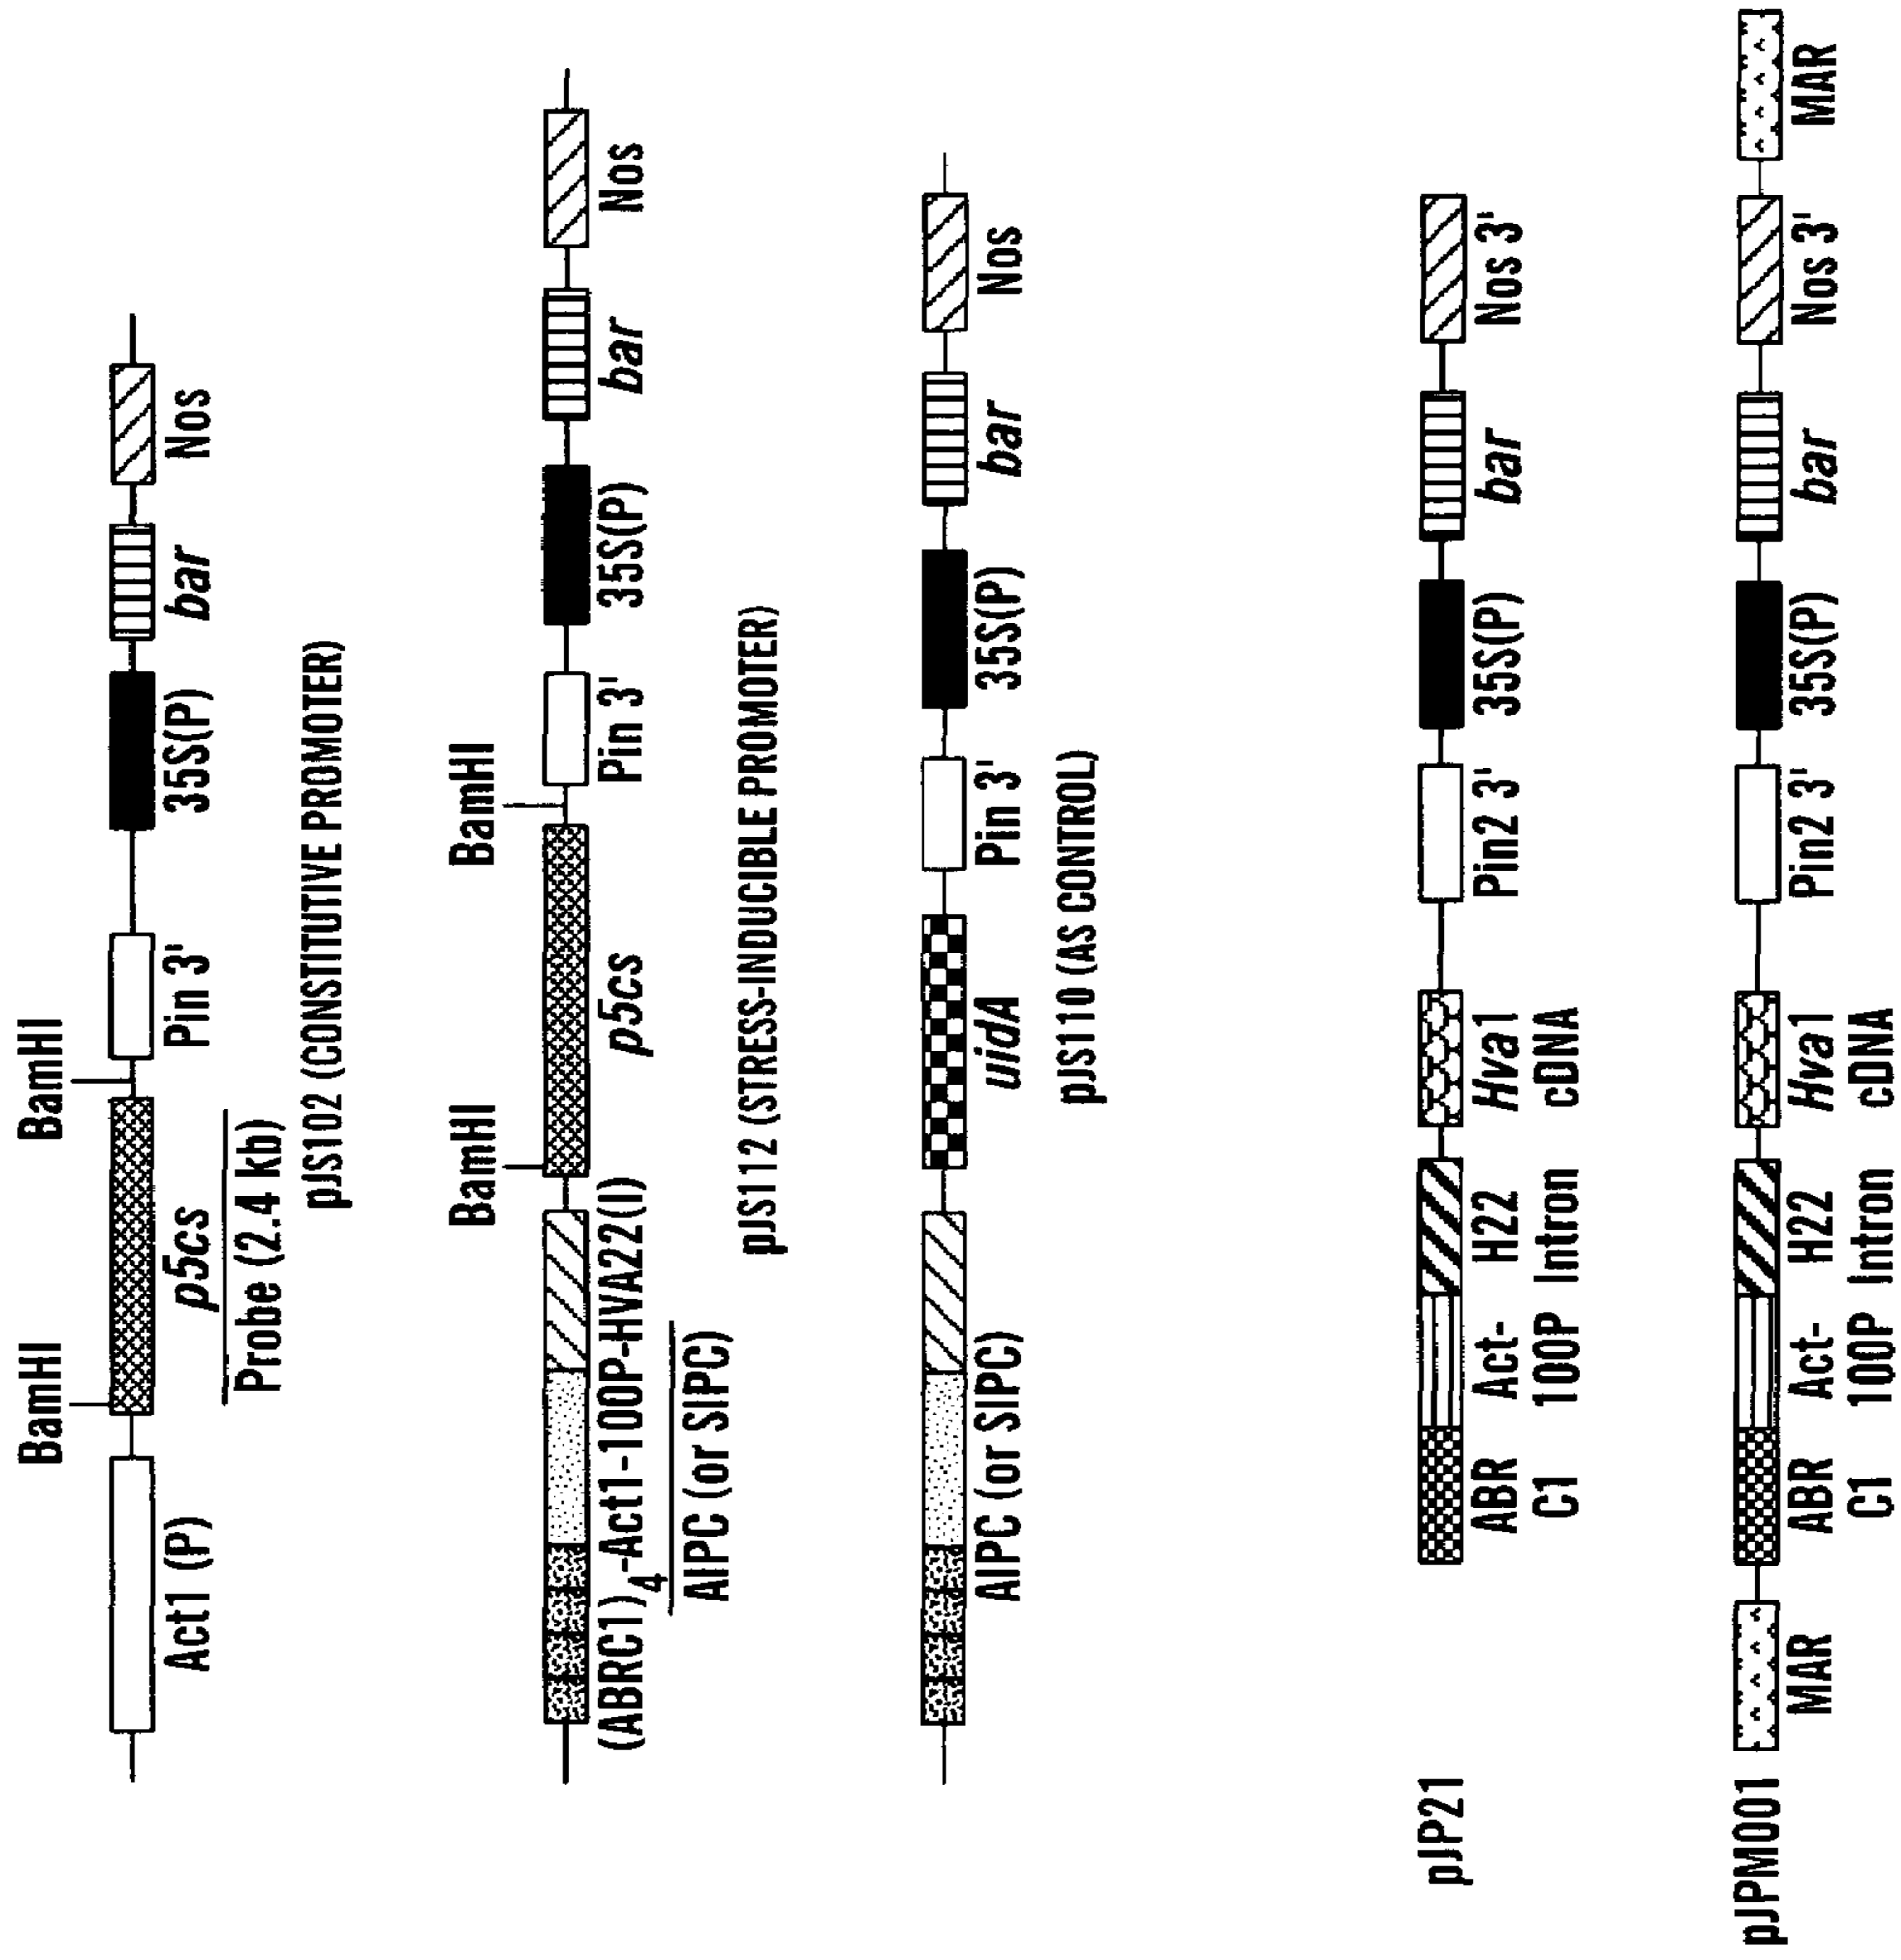 BamHI BamHI
Act1 (P) p5cs Pin 3' 35S(P) bar Nos
Probe (2.4 Kb)
pJS102 (CONSTITUTIVE PROMOTER)
BamHI BamHI
(ABRC1)4-Act1-100P-HVA22(I) p5cs Pin 3' 35S(P) bar Nos
AIPC (or SIPC)
pJS112 (STRESS-INDUCIBLE PROMOTER)
AIPC (or SIPC) uidA Pin 3' 35S(P) bar Nos
pJS110 (AS CONTROL)
pJP21
ABR Act- H22 Hva1 Pin2 3' 35S(P) bar Nos 3'
C1 100P Intron cDNA
pJPM001
MAR ABR Act- H22 Hva1 Pin2 3' 35S(P) bar Nos 3' MAR
C1 100P Intron cDNA